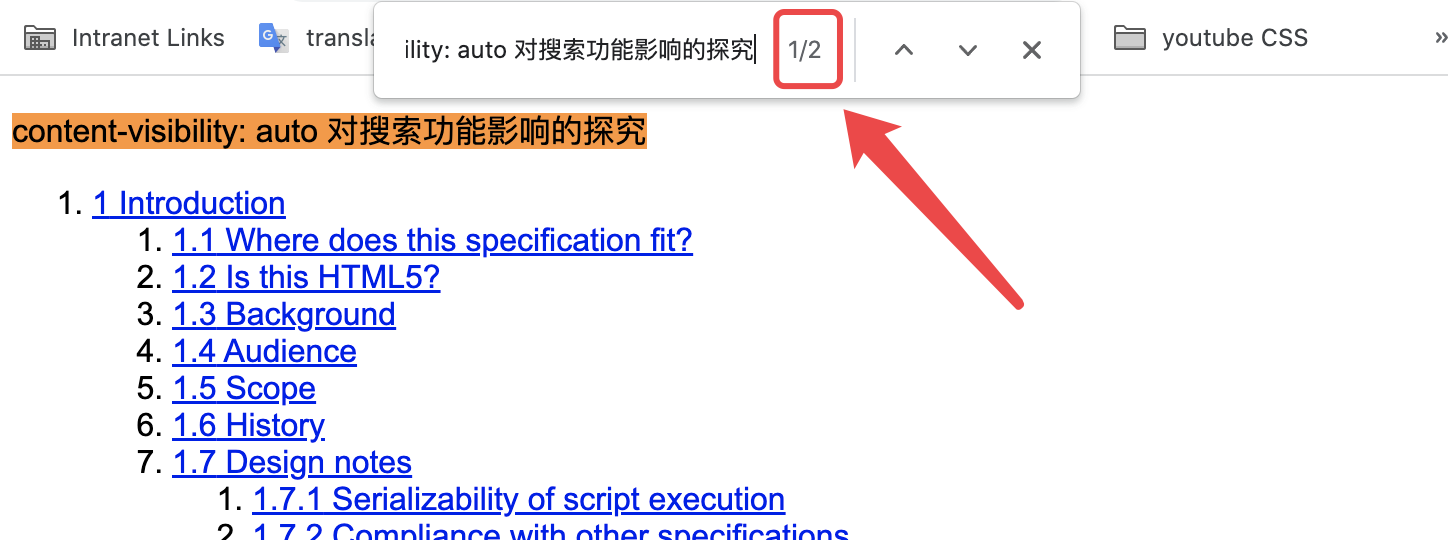 Intranet Links
transla
ility: auto 对搜索功能影响的探究
1/2
youtube CSS
»
content-visibility: auto 对搜索功能影响的探究
1. 1 Introduction
1. 1.1 Where does this specification fit?
2. 1.2 Is this HTML5?
3. 1.3 Background
4. 1.4 Audience
5. 1.5 Scope
6. 1.6 History
7. 1.7 Design notes
1. 1.7.1 Serializability of script execution
2. 1.7.2 Compliance with other specifications